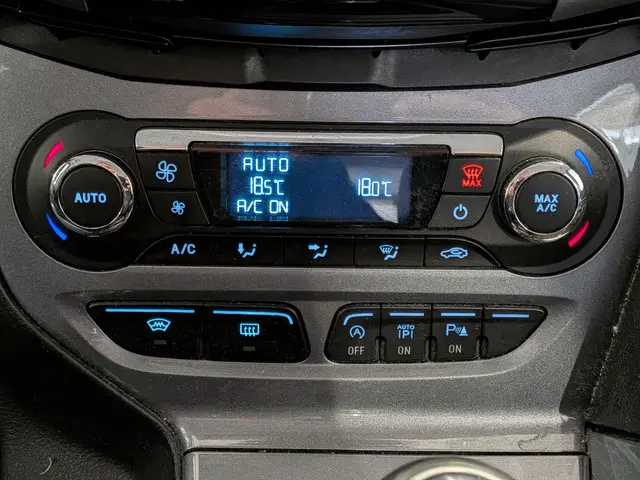 AUTO
18.5°C 18.0°C
A/C ON
AUTO
MAX
MAX A/C
A/C
A
OFF
AUTO
P
ON
P
ON